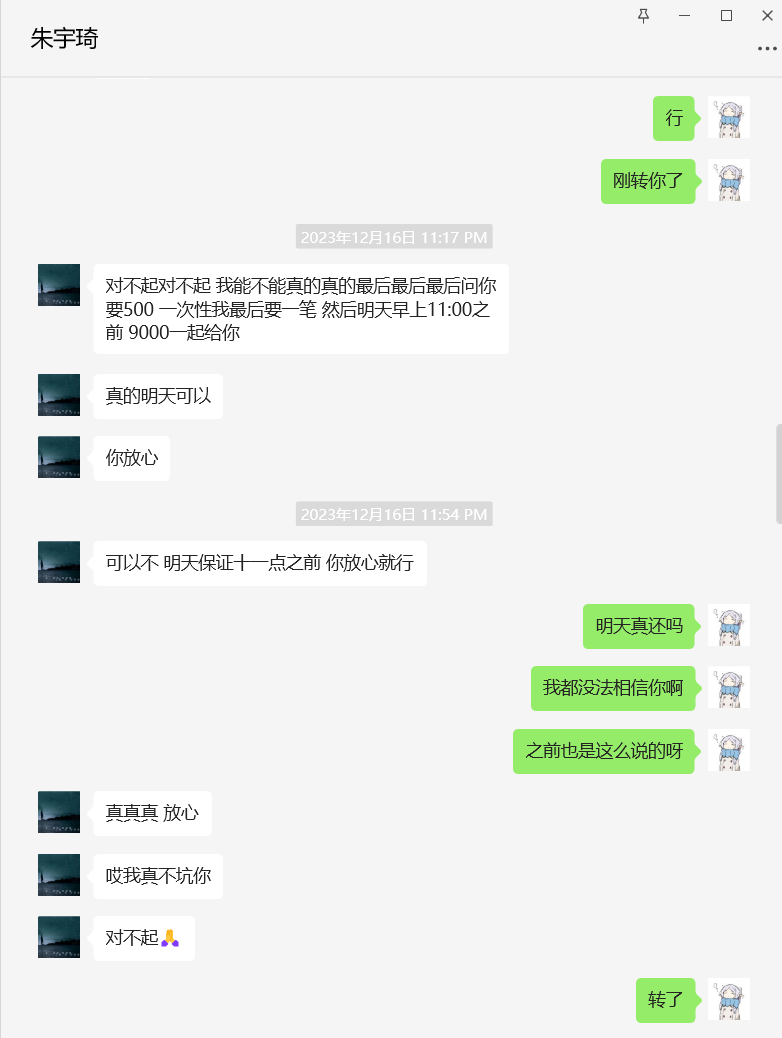 朱宇琦
行
刚转你了
2023年12月16日 11:17 PM
对不起对不起 我能不能真的真的最后最后最后问你
要500 一次性我最后要一笔 然后明天早上11:00之
前 9000一起给你
真的明天可以
你放心
2023年12月16日 11:54 PM
可以不 明天保证十一点之前 你放心就行
明天真还吗
我都没法相信你啊
之前也是这么说的呀
真真真 放心
哎我真不坑你
对不起🙏
转了